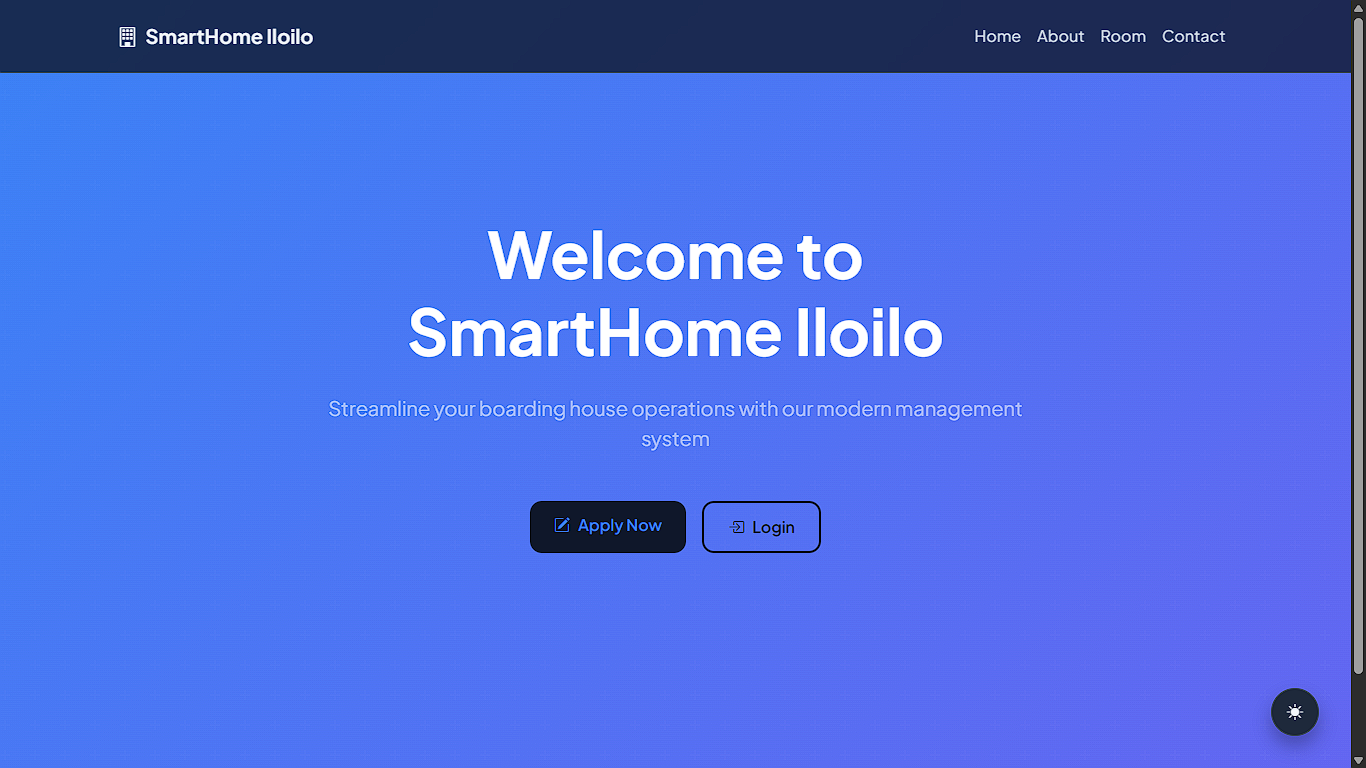 SmartHome Iloilo
Home About Room Contact
Welcome to
SmartHome Iloilo
Streamline your boarding house operations with our modern management
system
Apply Now
Login